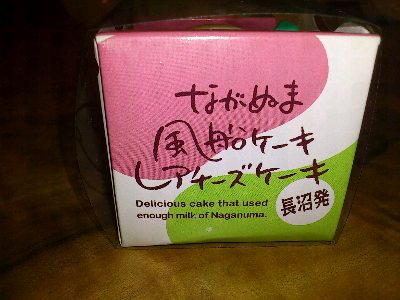 ながぬま
風船ケーキ
レアチーズケーキ
Delicious cake that used
enough milk of Naganuma.
長沼発